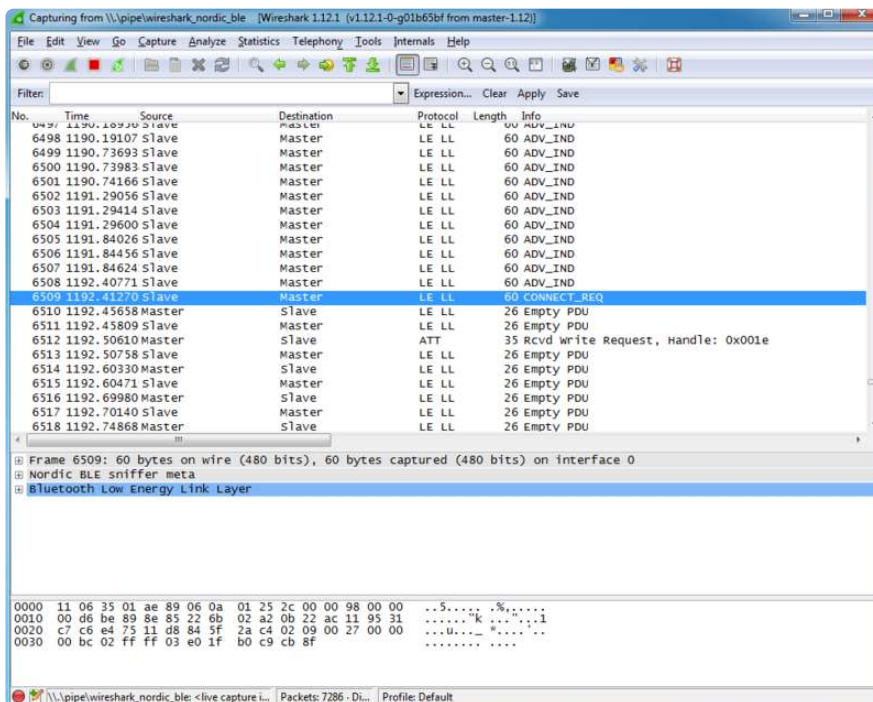 Capturing from \\.\pipe\wireshark_nordic_ble [Wireshark 1.12.1 (v1.12.1-0-g01b65bf from master-1.12)]
File Edit View Go Capture Analyze Statistics Telephony Tools Internals Help
Filter: Expression... Clear Apply Save
No. Time Source Destination Protocol Length Info
6497 1190.18956 Slave Master LE LL 60 ADV_IND
6498 1190.19107 Slave Master LE LL 60 ADV_IND
6499 1190.73693 Slave Master LE LL 60 ADV_IND
6500 1190.73983 Slave Master LE LL 60 ADV_IND
6501 1190.74166 Slave Master LE LL 60 ADV_IND
6502 1191.29056 Slave Master LE LL 60 ADV_IND
6503 1191.29414 Slave Master LE LL 60 ADV_IND
6504 1191.29600 Slave Master LE LL 60 ADV_IND
6505 1191.84026 Slave Master LE LL 60 ADV_IND
6506 1191.84456 Slave Master LE LL 60 ADV_IND
6507 1191.84624 Slave Master LE LL 60 ADV_IND
6508 1192.40771 Slave Master LE LL 60 ADV_IND
6509 1192.41270 Slave Master LE LL 60 CONNECT_REQ
6510 1192.45658 Master Slave LE LL 26 Empty PDU
6511 1192.45809 Slave Master LE LL 26 Empty PDU
6512 1192.50610 Master Slave ATT 35 Rcvd Write Request, Handle: 0x001e
6513 1192.50758 Slave Master LE LL 26 Empty PDU
6514 1192.60330 Master Slave LE LL 26 Empty PDU
6515 1192.60471 Slave Master LE LL 26 Empty PDU
6516 1192.69980 Master Slave LE LL 26 Empty PDU
6517 1192.70140 Slave Master LE LL 26 Empty PDU
6518 1192.74868 Master Slave LE LL 26 Empty PDU
Frame 6509: 60 bytes on wire (480 bits), 60 bytes captured (480 bits) on interface 0
Nordic BLE sniffer meta
Bluetooth Low Energy Link Layer
0000 11 06 35 01 ae 89 06 0a 01 25 2c 00 00 98 00 00 ..5..... .%,.....
0010 00 d6 be 89 8e 85 22 6b 02 a2 0b 22 ac 11 95 31 ......"k ..."...1
0020 c7 c6 e4 75 11 d8 84 5f 2a c4 02 09 00 27 00 00 ...u..._ *....'..
0030 00 bc 02 ff ff 03 e0 1f b0 c9 cb 8f ........ ....
\\.\pipe\wireshark_nordic_ble: <live capture i... Packets: 7286 · Di... Profile: Default